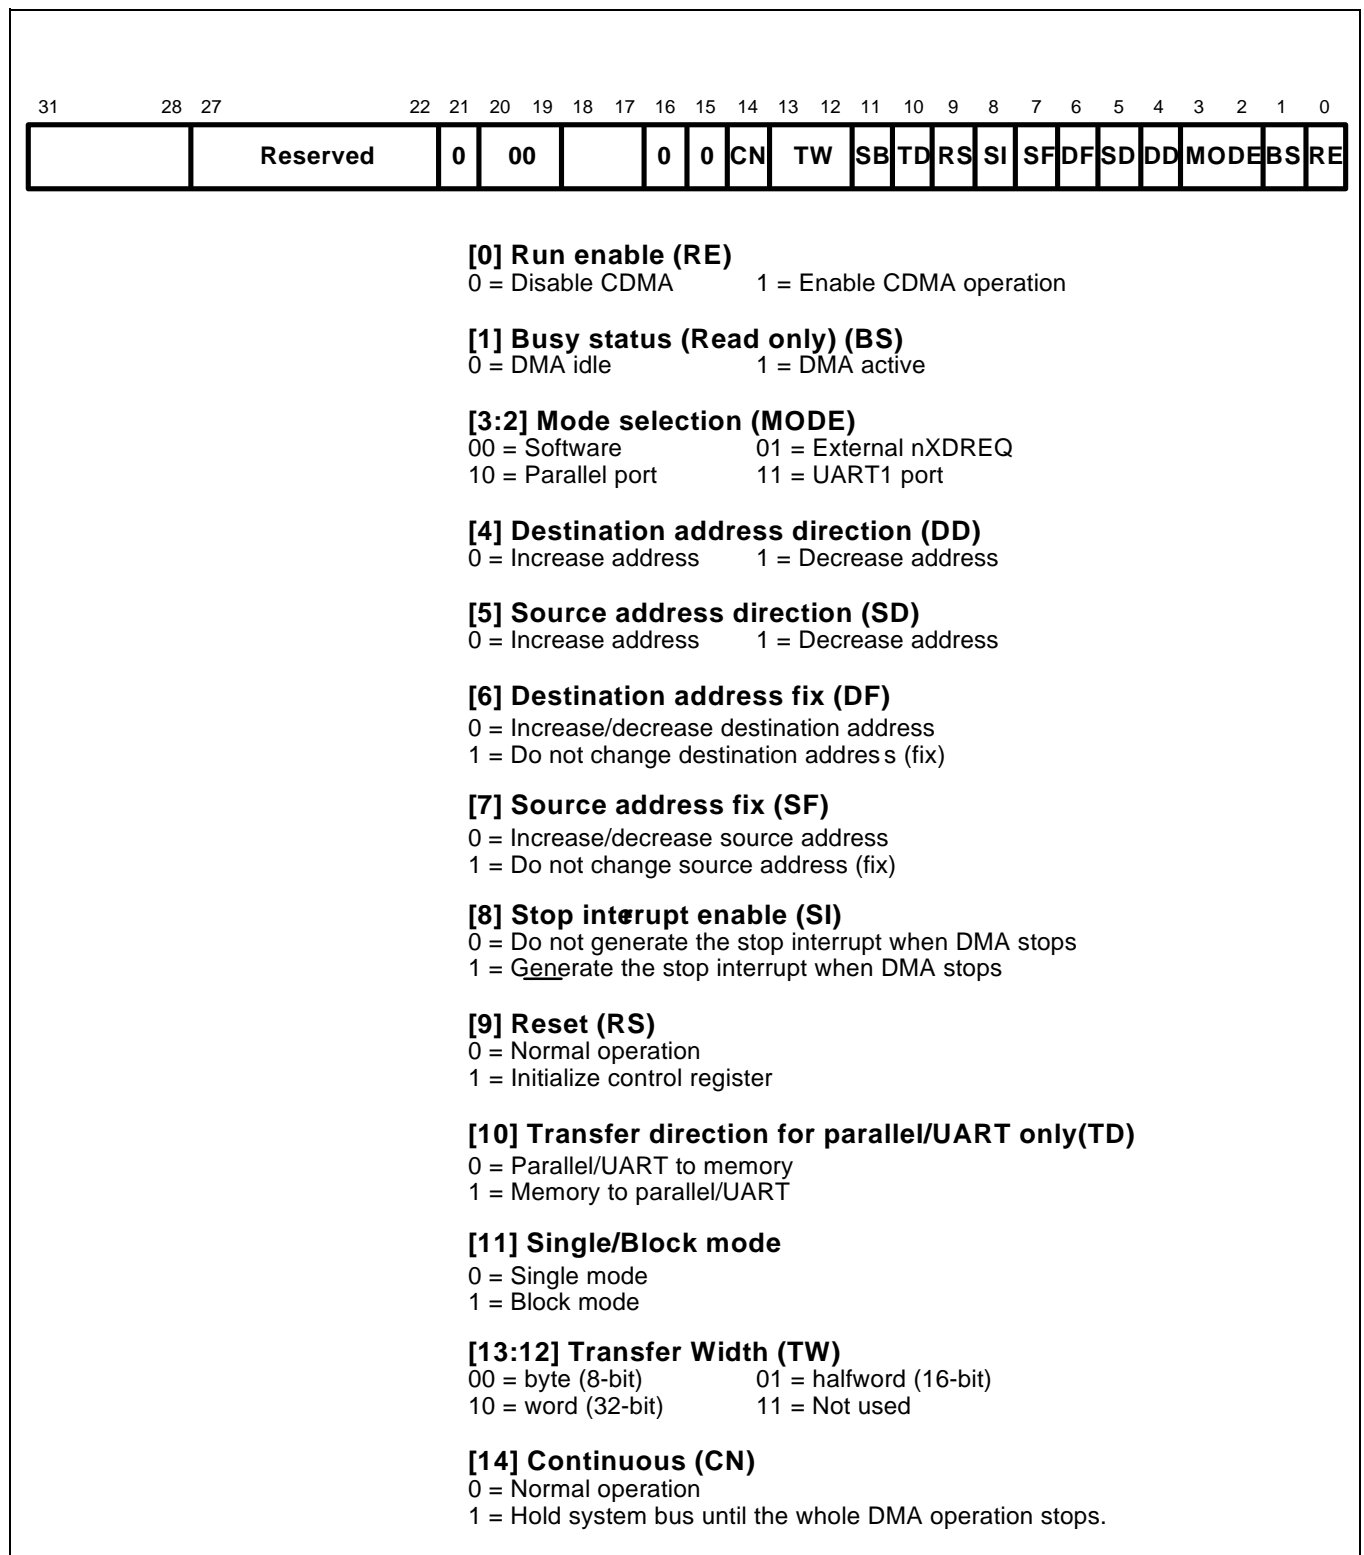 31 28 27 22 21 20 19 18 17 16 15 14 13 12 11 10 9 8 7 6 5 4 3 2 1 0
Reserved 0 00 0 0 CN TW SB TD RS SI SF DF SD DD MODE BS RE
[0] Run enable (RE)
0 = Disable CDMA 1 = Enable CDMA operation
[1] Busy status (Read only) (BS)
0 = DMA idle 1 = DMA active
[3:2] Mode selection (MODE)
00 = Software 01 = External nXDREQ
10 = Parallel port 11 = UART1 port
[4] Destination address direction (DD)
0 = Increase address 1 = Decrease address
[5] Source address direction (SD)
0 = Increase address 1 = Decrease address
[6] Destination address fix (DF)
0 = Increase/decrease destination address
1 = Do not change destination address (fix)
[7] Source address fix (SF)
0 = Increase/decrease source address
1 = Do not change source address (fix)
[8] Stop interrupt enable (SI)
0 = Do not generate the stop interrupt when DMA stops
1 = Generate the stop interrupt when DMA stops
[9] Reset (RS)
0 = Normal operation
1 = Initialize control register
[10] Transfer direction for parallel/UART only(TD)
0 = Parallel/UART to memory
1 = Memory to parallel/UART
[11] Single/Block mode
0 = Single mode
1 = Block mode
[13:12] Transfer Width (TW)
00 = byte (8-bit) 01 = halfword (16-bit)
10 = word (32-bit) 11 = Not used
[14] Continuous (CN)
0 = Normal operation
1 = Hold system bus until the whole DMA operation stops.